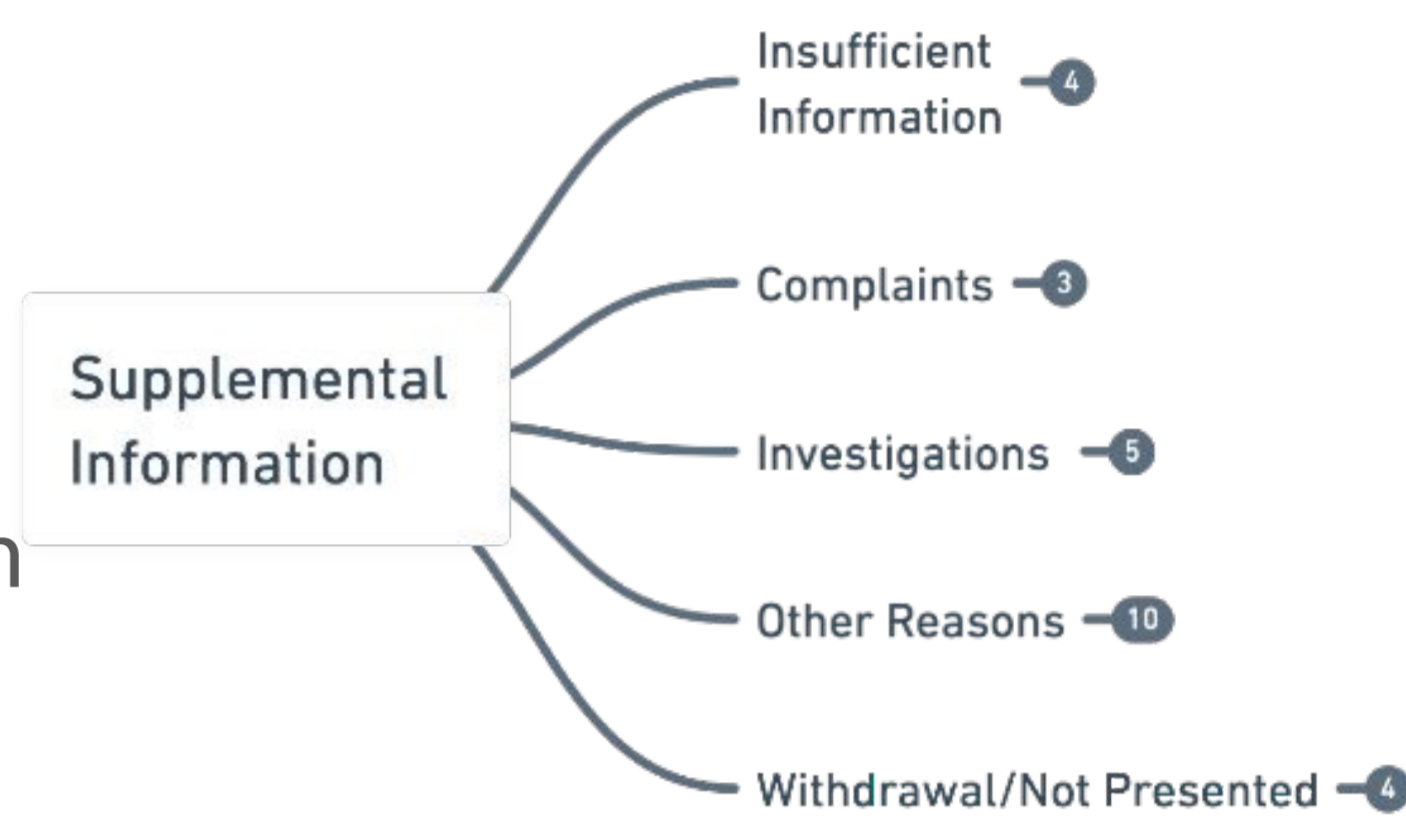 Insufficient
Information
4
Complaints
3
Supplemental
Information
Investigations
5
n
Other Reasons
10
Withdrawal/Not Presented
4